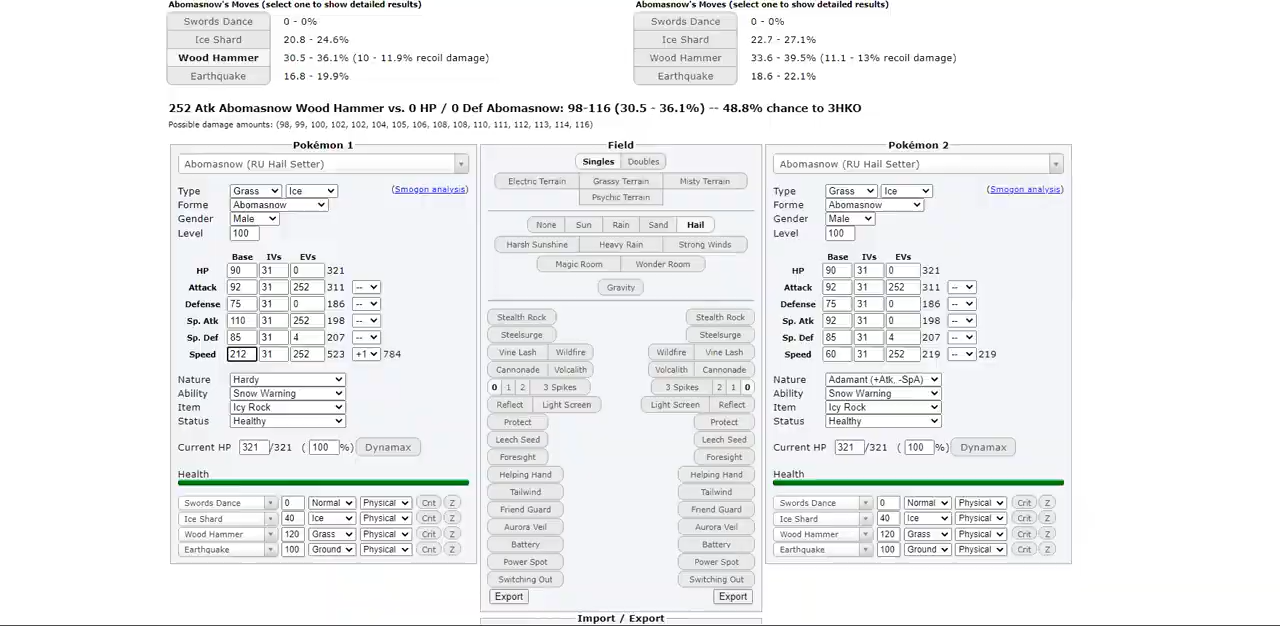 Abomasnow's Moves (select one to show detailed results)
Swords Dance 0 - 0%
Ice Shard 20.8 - 24.6%
Wood Hammer 30.5 - 36.1% (10 - 11.9% recoil damage)
Earthquake 16.8 - 19.9%
Abomasnow's Moves (select one to show detailed results)
Swords Dance 0 - 0%
Ice Shard 22.7 - 27.1%
Wood Hammer 33.6 - 39.5% (11.1 - 13% recoil damage)
Earthquake 18.6 - 22.1%
252 Atk Abomasnow Wood Hammer vs. 0 HP / 0 Def Abomasnow: 98-116 (30.5 - 36.1%) -- 48.8% chance to 3HKO
Possible damage amounts: (98, 99, 100, 102, 102, 104, 105, 106, 108, 108, 110, 111, 112, 113, 114, 116)
Pokémon 1
Abomasnow (RU Hail Setter)
Type Grass Ice (Smogon analysis)
Forme Abomasnow
Gender Male
Level 100
Base IVs EVs
HP 90 31 0 321
Attack 92 31 252 311 --
Defense 75 31 0 186 --
Sp. Atk 110 31 252 198 --
Sp. Def 85 31 4 207 --
Speed 212 31 252 523 +1 784
Nature Hardy
Ability Snow Warning
Item Icy Rock
Status Healthy
Current HP 321 /321 ( 100 %) Dynamax
Health
Swords Dance 0 Normal Physical Crit Z
Ice Shard 40 Ice Physical Crit Z
Wood Hammer 120 Grass Physical Crit Z
Earthquake 100 Ground Physical Crit Z
Field
Singles Doubles
Electric Terrain Grassy Terrain Misty Terrain
Psychic Terrain
None Sun Rain Sand Hail
Harsh Sunshine Heavy Rain Strong Winds
Magic Room Wonder Room
Gravity
Stealth Rock Stealth Rock
Steelsurge Steelsurge
Vine Lash Wildfire Wildfire Vine Lash
Cannonade Volcalith Volcalith Cannonade
0 1 2 3 Spikes 3 Spikes 2 1 0
Reflect Light Screen Light Screen Reflect
Protect Protect
Leech Seed Leech Seed
Foresight Foresight
Helping Hand Helping Hand
Tailwind Tailwind
Friend Guard Friend Guard
Aurora Veil Aurora Veil
Battery Battery
Power Spot Power Spot
Switching Out Switching Out
Export Export
Import / Export
Pokémon 2
Abomasnow (RU Hail Setter)
Type Grass Ice (Smogon analysis)
Forme Abomasnow
Gender Male
Level 100
Base IVs EVs
HP 90 31 0 321
Attack 92 31 252 311 --
Defense 75 31 0 186 --
Sp. Atk 92 31 0 198 --
Sp. Def 85 31 4 207 --
Speed 60 31 252 219 -- 219
Nature Adamant (+Atk, -SpA)
Ability Snow Warning
Item Icy Rock
Status Healthy
Current HP 321 /321 ( 100 %) Dynamax
Health
Swords Dance 0 Normal Physical Crit Z
Ice Shard 40 Ice Physical Crit Z
Wood Hammer 120 Grass Physical Crit Z
Earthquake 100 Ground Physical Crit Z